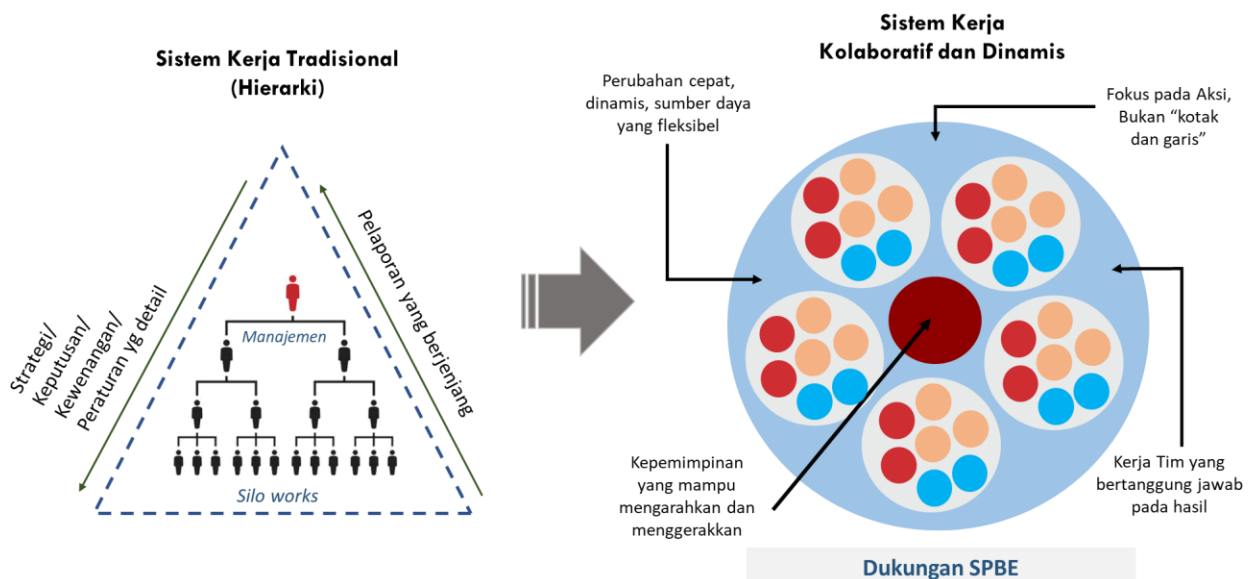 Sistem Kerja Tradisional
(Hierarki)
Strategi/
Keputusan/
Kewenangan/
Peraturan yg detail
Pelaporan yang berjenjang
Manajemen
Silo works
Sistem Kerja
Kolaboratif dan Dinamis
Perubahan cepat,
dinamis, sumber daya
yang fleksibel
Fokus pada Aksi,
Bukan “kotak
dan garis”
Kepemimpinan
yang mampu
mengarahkan dan
menggerakkan
Kerja Tim yang
bertanggung jawab
pada hasil
Dukungan SPBE